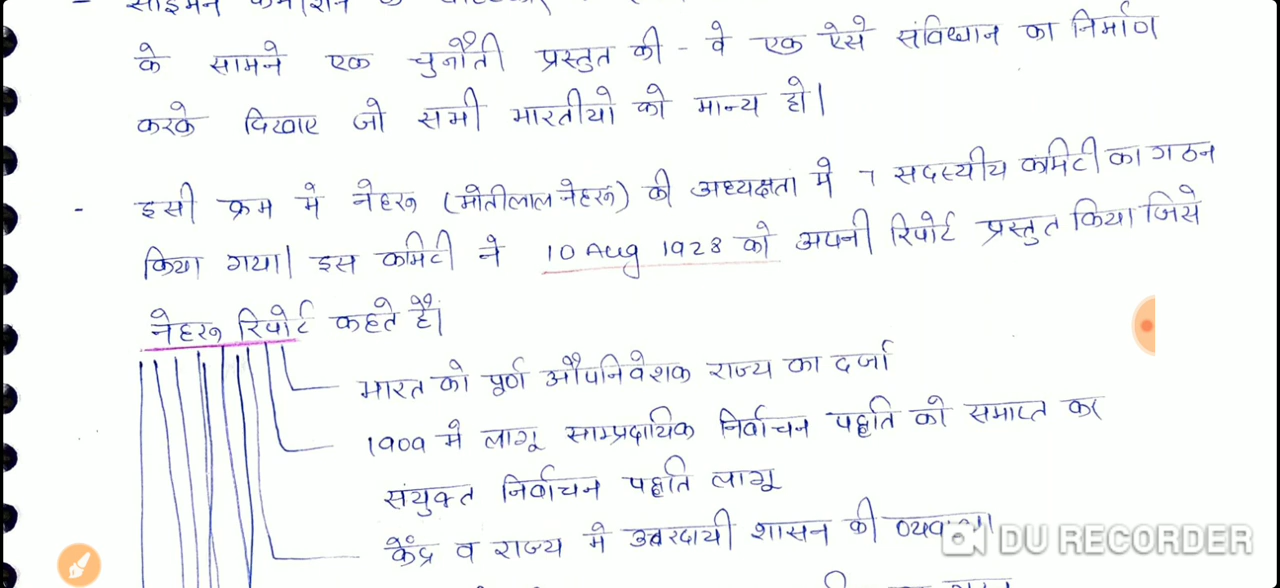 के सामने एक चुनौती प्रस्तुत की - वे एक ऐसे संविधान का निर्माण
करके दिखाए जो सभी भारतीयो को मान्य हो।
- इसी क्रम मे नेहरू (मोतीलाल नेहरू) की अध्यक्षता मे 7 सदस्यीय कमिटी का गठन
किया गया। इस कमिटी ने 10 Aug 1928 को अपनी रिपोर्ट प्रस्तुत किया जिसे
नेहरू रिपोर्ट कहते हैं।
भारत को पूर्ण औपनिवेशक राज्य का दर्जा
1909 मे लागू साम्प्रदायिक निर्वाचन पद्धति को समाप्त कर
संयुक्त निर्वाचन पद्धति लागू
केंद्र व राज्य मे उत्तरदायी शासन की
DU RECORDER